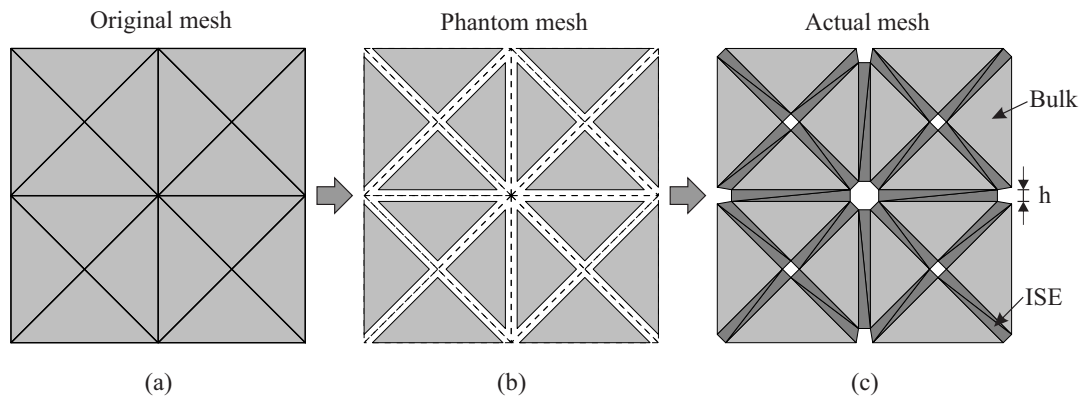 Original mesh
Phantom mesh
Actual mesh
Bulk
h
ISE
(a)
(b)
(c)